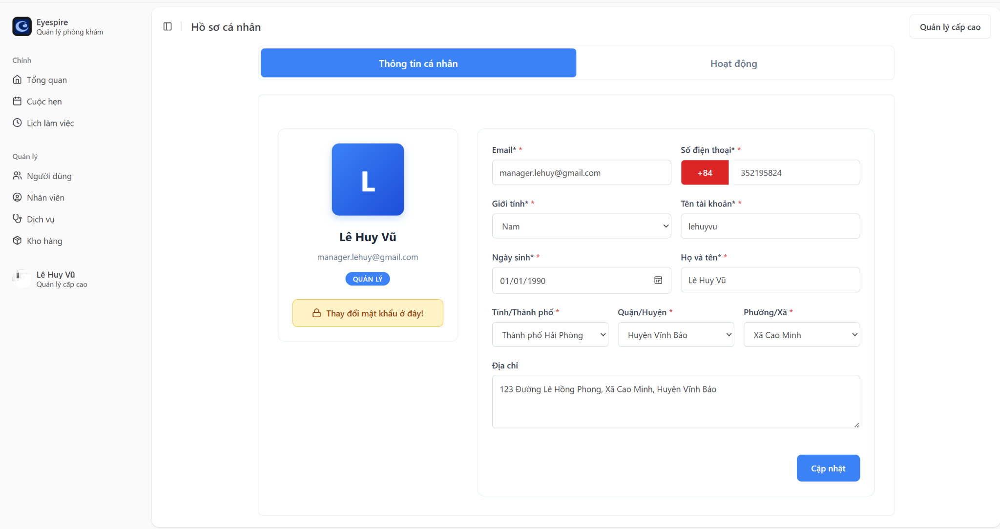 Eyespire
Quản lý phòng khám
Chính
Tổng quan
Cuộc hẹn
Lịch làm việc
Quản lý
Người dùng
Nhân viên
Dịch vụ
Kho hàng
Lê Huy Vũ
Quản lý cấp cao
Hồ sơ cá nhân
Quản lý cấp cao
Thông tin cá nhân
Hoạt động
L
Lê Huy Vũ
manager.lehuy@gmail.com
QUẢN LÝ
Thay đổi mật khẩu ở đây!
Email* *
manager.lehuy@gmail.com
Số điện thoại* *
+84
352195824
Giới tính* *
Nam
Tên tài khoản* *
lehuyvu
Ngày sinh* *
01/01/1990
Họ và tên* *
Lê Huy Vũ
Tỉnh/Thành phố *
Thành phố Hải Phòng
Quận/Huyện *
Huyện Vĩnh Bảo
Phường/Xã *
Xã Cao Minh
Địa chỉ
123 Đường Lê Hồng Phong, Xã Cao Minh, Huyện Vĩnh Bảo
Cập nhật